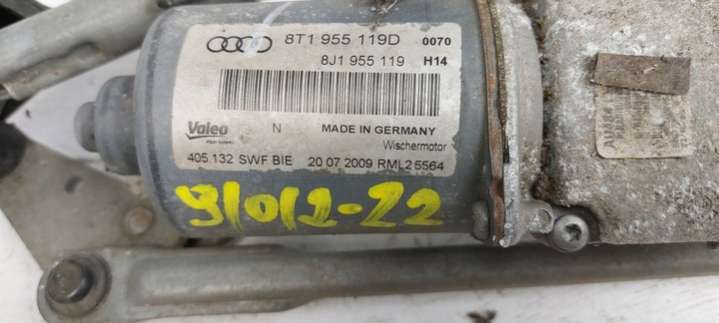 8T1 955 119D 0070
8J1 955 119 H14
Valeo N MADE IN GERMANY
Wischermotor
405.132 SWF BIE 20 07 2009 RML2 5564
91012-22